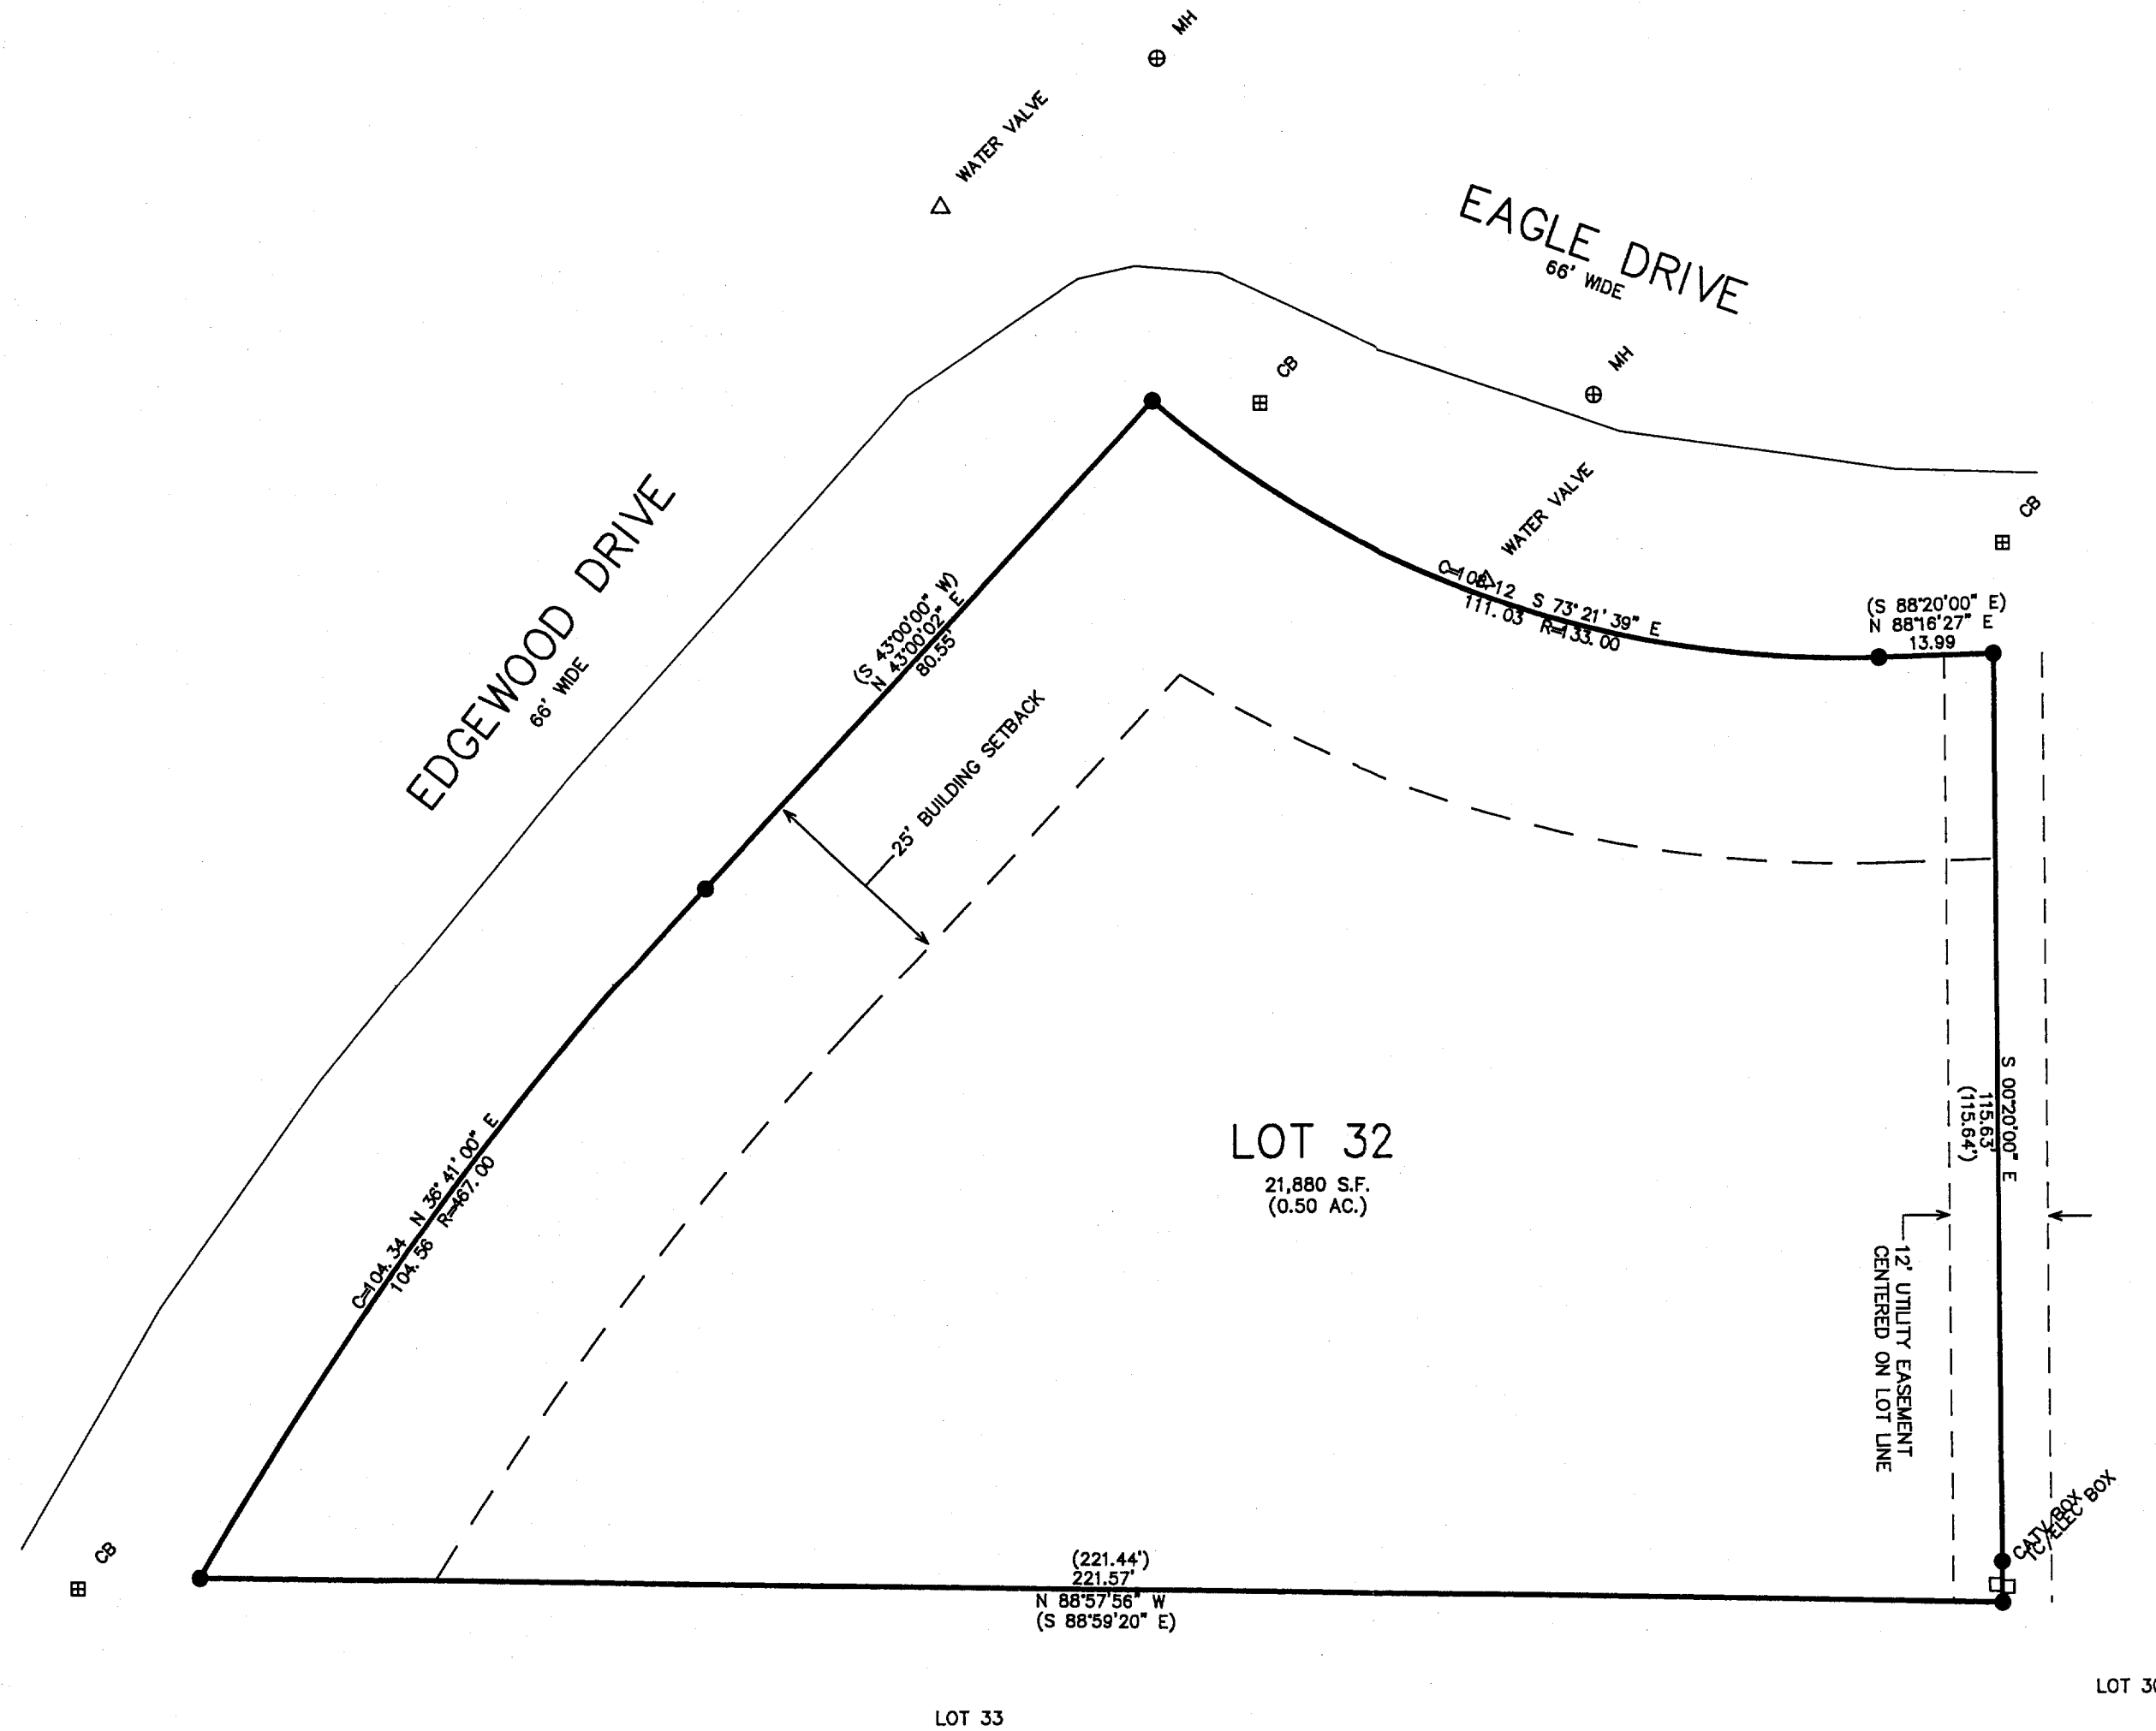 MH
WATER VALVE
EAGLE DRIVE
66' WIDE
CB
MH
WATER VALVE
CB
EDGEWOOD DRIVE
66' WIDE
(S 43°00'00" W)
N 43°00'02" E
80.55'
C=108.12 S 73°21'39" E
111.03 R=133.00
(S 88°20'00" E)
N 88°16'27" E
13.99
25' BUILDING SETBACK
S 00°20'00" E
115.63'
(115.64')
LOT 32
21,880 S.F.
(0.50 AC.)
C=104.34 N 36°41'00" E
104.56 R=467.00
12' UTILITY EASEMENT
CENTERED ON LOT LINE
CATV BOX
TC/ELEC BOX
CB
(221.44')
221.57'
N 88°57'56" W
(S 88°59'20" E)
LOT 33
LOT